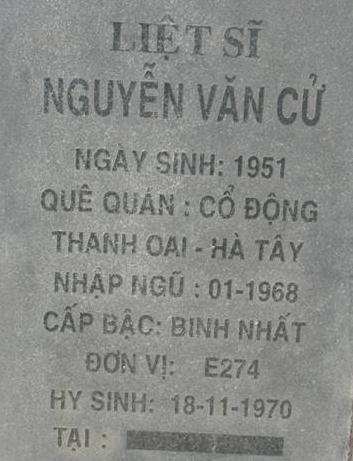 LIỆT SĨ
NGUYỄN VĂN CỬ
NGÀY SINH: 1951
QUÊ QUÁN : CỔ ĐỘNG
THANH OAI - HÀ TÂY
NHẬP NGŨ : 01-1968
CẤP BẬC: BINH NHẤT
ĐƠN VỊ: E274
HY SINH: 18-11-1970
TẠI :